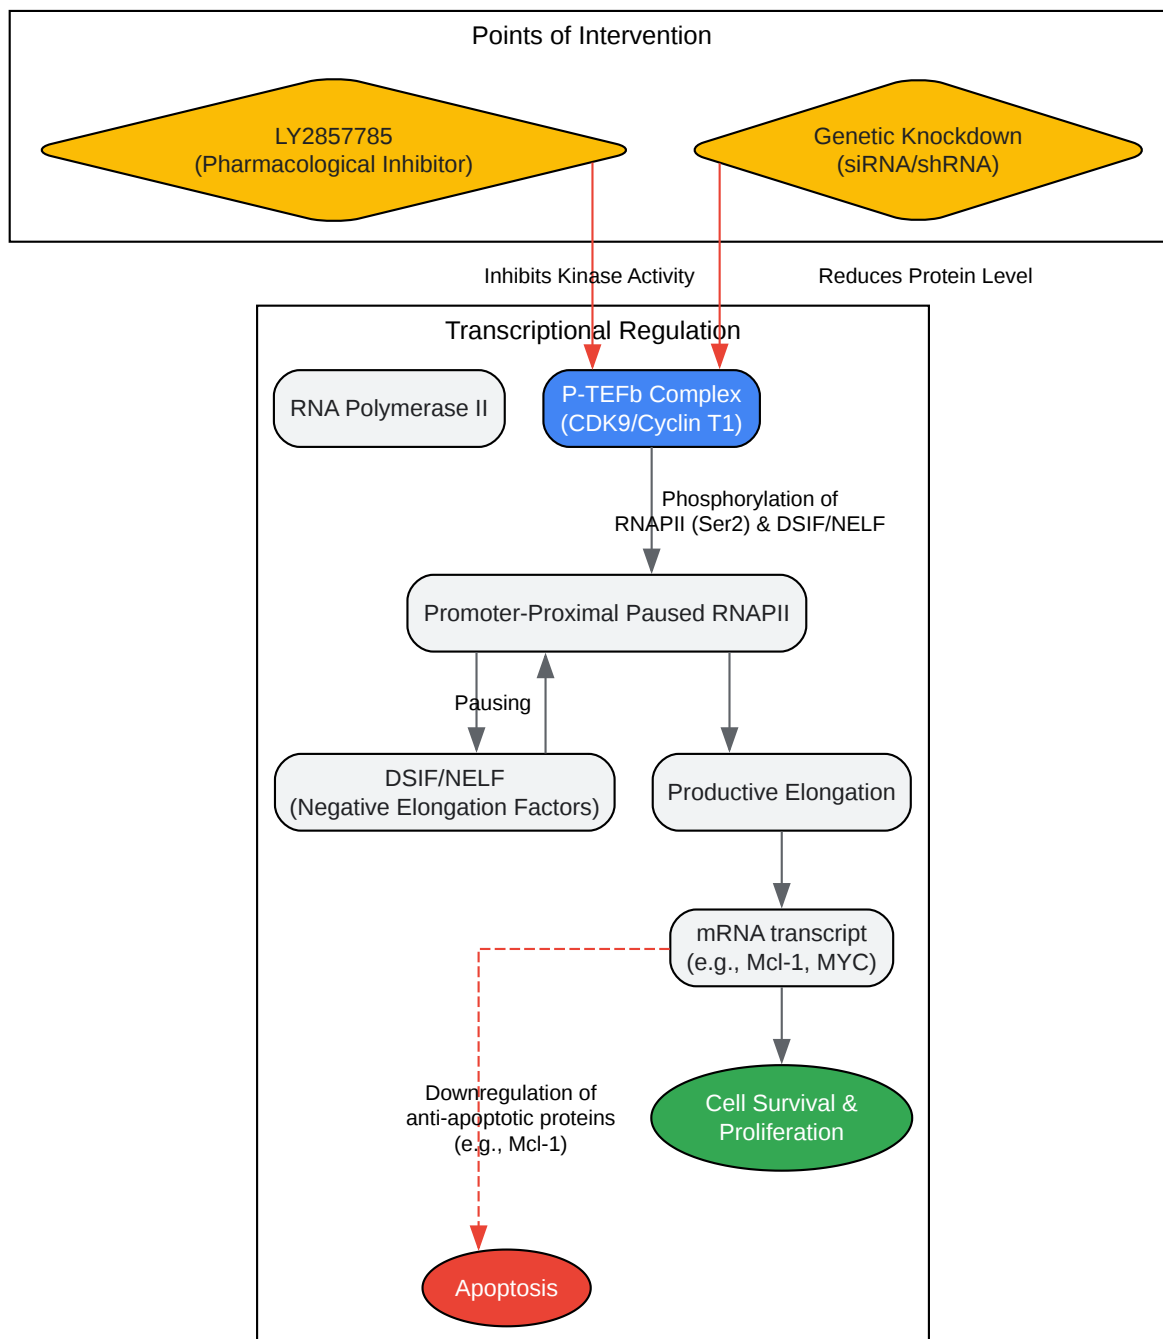 Points of Intervention
LY2857785
(Pharmacological Inhibitor)
Genetic Knockdown
(siRNA/shRNA)
Inhibits Kinase Activity
Reduces Protein Level
Transcriptional Regulation
RNA Polymerase II
P-TEFb Complex
(CDK9/Cyclin T1)
Phosphorylation of
RNAPII (Ser2) & DSIF/NELF
Promoter-Proximal Paused RNAPII
Pausing
DSIF/NELF
(Negative Elongation Factors)
Productive Elongation
mRNA transcript
(e.g., Mcl-1, MYC)
Downregulation of
anti-apoptotic proteins
(e.g., Mcl-1)
Cell Survival &
Proliferation
Apoptosis